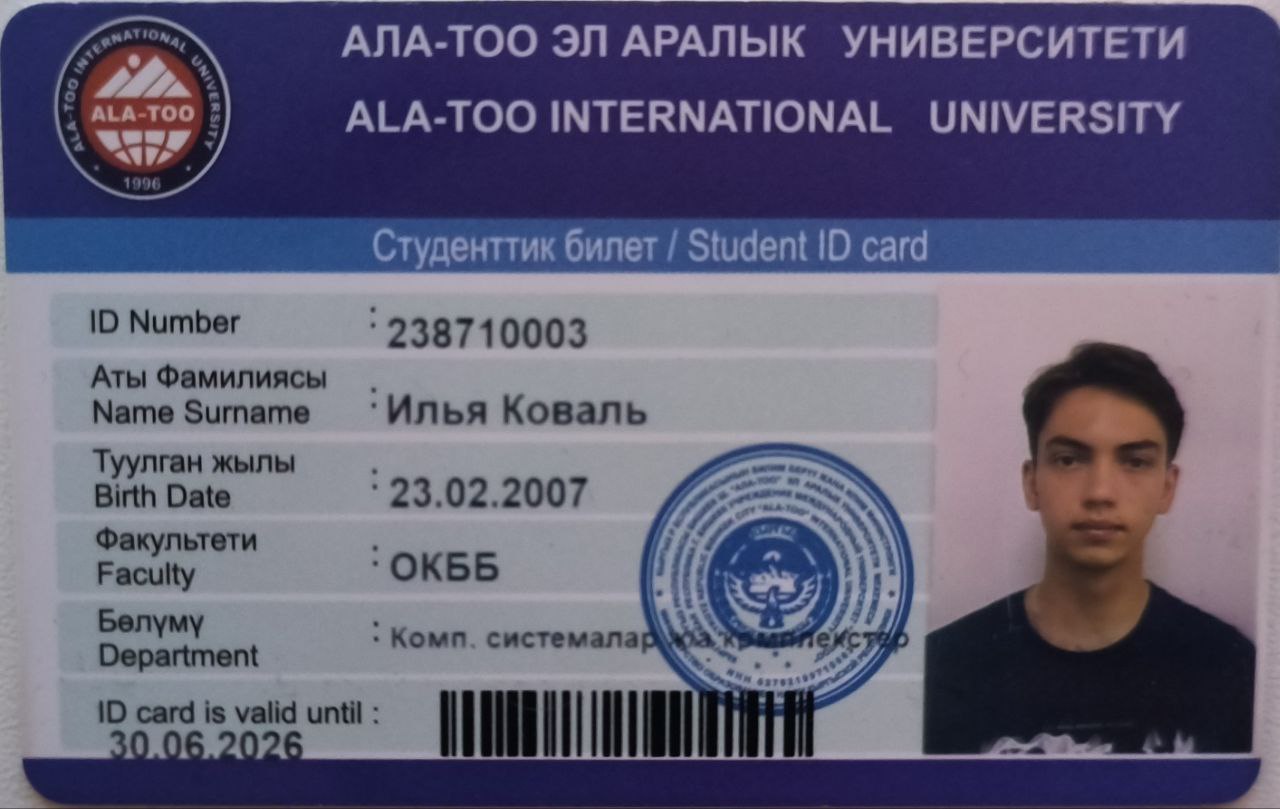 АЛА-ТОО ЭЛ АРАЛЫК УНИВЕРСИТЕТИ
ALA-TOO INTERNATIONAL UNIVERSITY
ALA-TOO INTERNATIONAL UNIVERSITY
ALA-TOO
1996
Студенттик билет / Student ID card
ID Number : 238710003
Аты Фамилиясы
Name Surname : Илья Коваль
Туулган жылы
Birth Date : 23.02.2007
Факультети
Faculty : ОКББ
Бөлүмү
Department : Комп. системалар жа комплекстер
ID card is valid until :
30.06.2026